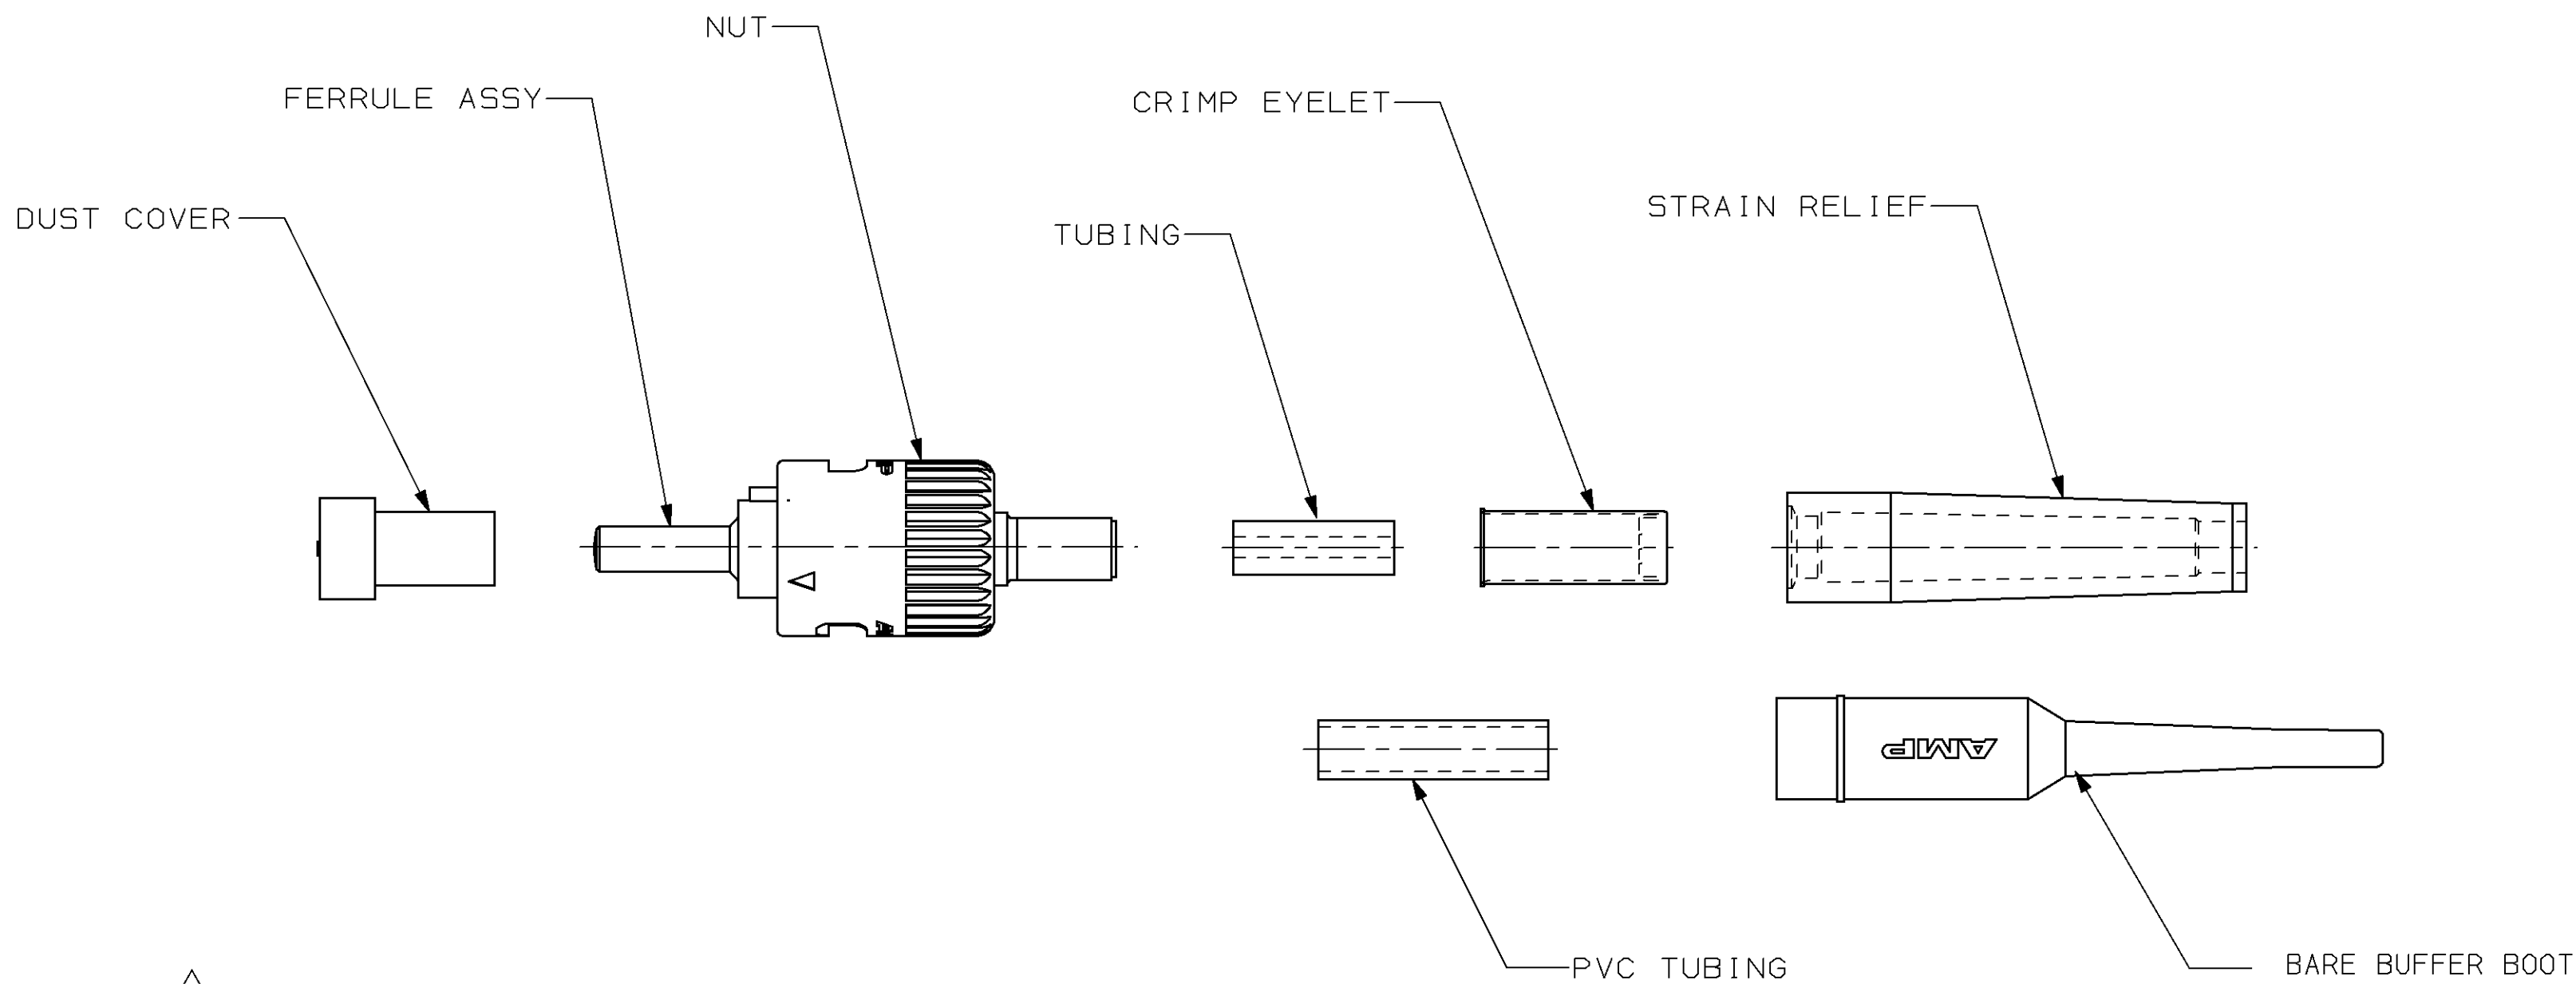 NUT
FERRULE ASSY
CRIMP EYELET
DUST COVER
TUBING
STRAIN RELIEF
AMP
PVC TUBING
BARE BUFFER BOOT